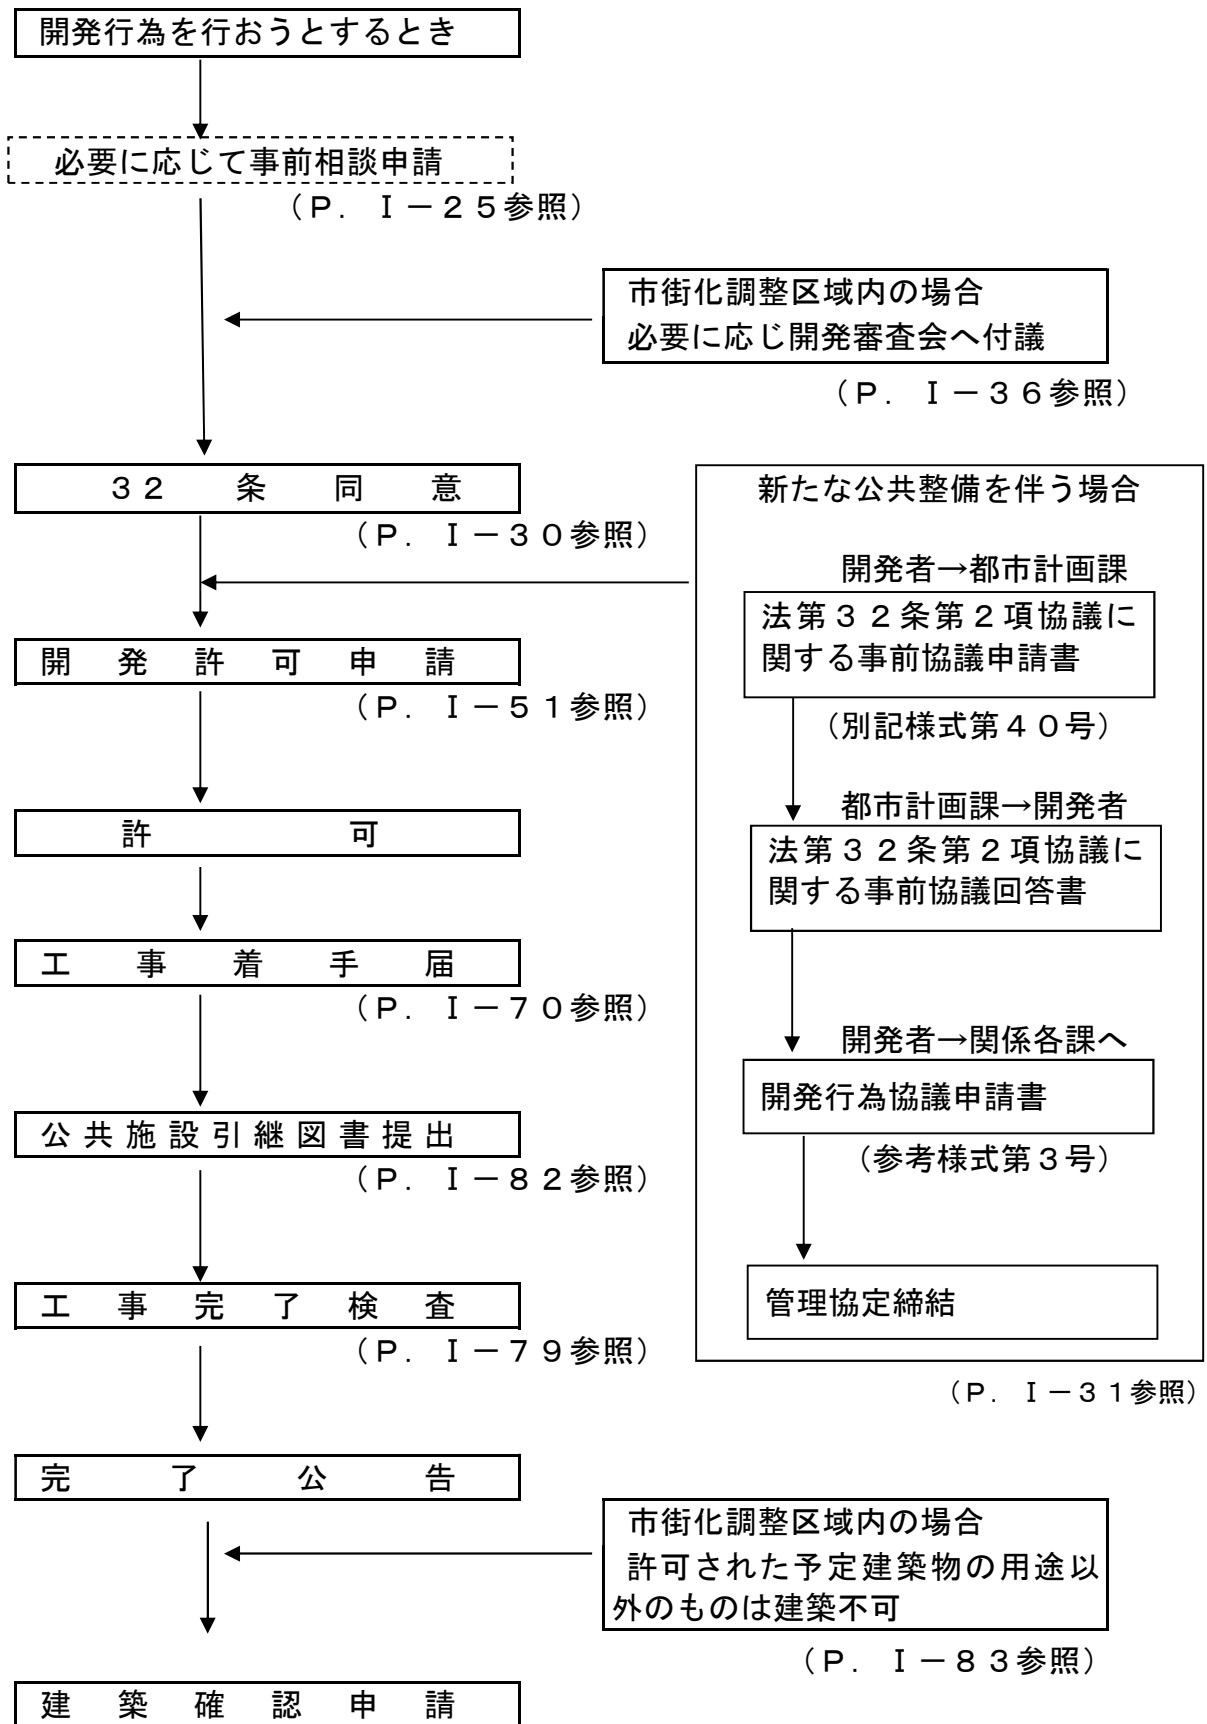 開発行為を行おうとするとき
必要に応じて事前相談申請
（Ｐ．Ⅰ－２５参照）
市街化調整区域内の場合
必要に応じ開発審査会へ付議
（Ｐ．Ⅰ－３６参照）
３２条同意
（Ｐ．Ⅰ－３０参照）
開発許可申請
（Ｐ．Ⅰ－５１参照）
許可
工事着手届
（Ｐ．Ⅰ－７０参照）
公共施設引継図書提出
（Ｐ．Ⅰ－８２参照）
工事完了検査
（Ｐ．Ⅰ－７９参照）
完了公告
新たな公共整備を伴う場合
開発者→都市計画課
法第３２条第２項協議に
関する事前協議申請書
（別記様式第４０号）
都市計画課→開発者
法第３２条第２項協議に
関する事前協議回答書
開発者→関係各課へ
開発行為協議申請書
（参考様式第３号）
管理協定締結
（Ｐ．Ⅰ－３１参照）
市街化調整区域内の場合
許可された予定建築物の用途以
外のものは建築不可
（Ｐ．Ⅰ－８３参照）
建築確認申請